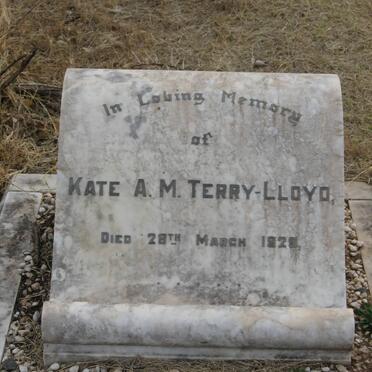 In Loving Memory
of
KATE A. M. TERRY-LLOYD,
DIED 28TH MARCH 1928.